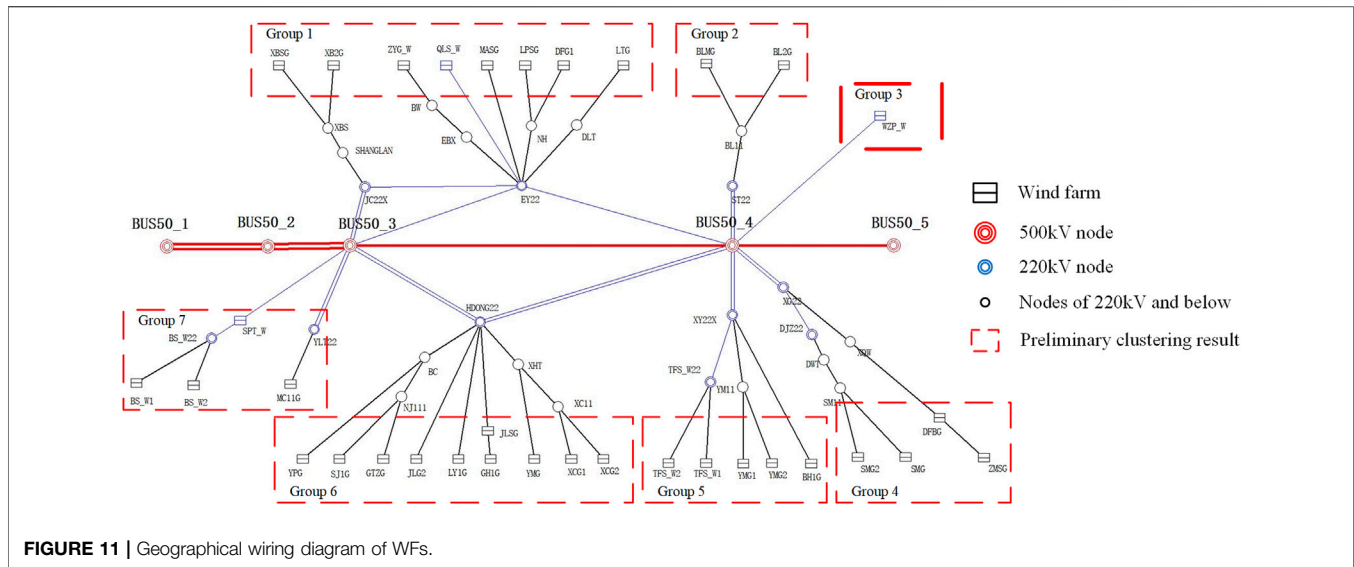 Group 1
XBSG XB2G ZYG_W QLS_W MASG LPSG DFG1 LTG
Group 2
BLMG BL2G
Group 3
WZP_W
BW
XBS
EBX
NH
DLT
BL11
SHANGLAN
JC22X
EY22
ST22
BUS50_1 BUS50_2 BUS50_3 BUS50_4 BUS50_5
Wind farm
500kV node
220kV node
Nodes of 220kV and below
Preliminary clustering result
Group 7
SPT_W
BS_W22
YLT22
BS_W1 BS_W2 MC11G
HDONG22
XG22
XY22X
DJZ22
XQW
BC
XHT
TFS_W22
YM11
DWT
NJ111
XC11
SM11
JLSG
DFBG
YPG SJ1G GTZG JLG2 LY1G GH1G YMG XCG1 XCG2
Group 6
TFS_W2 TFS_W1 YMG1 YMG2 BH1G
Group 5
SMG2 SMG ZMSG
Group 4
FIGURE 11 | Geographical wiring diagram of WFs.